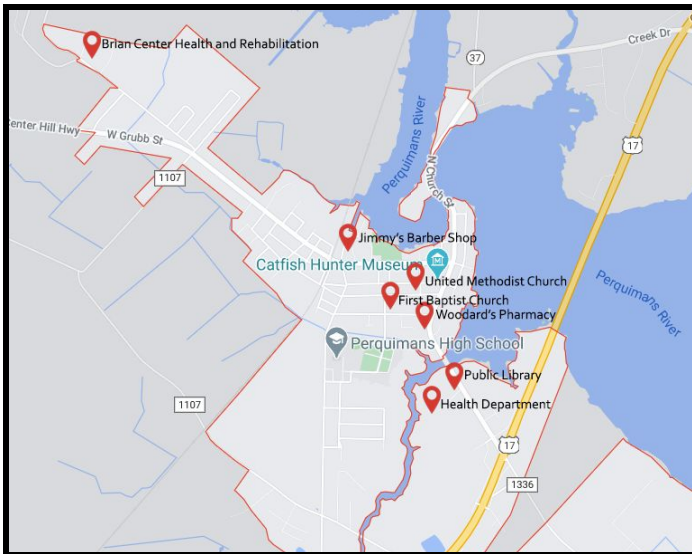 Brian Center Health and Rehabilitation
Creek Dr
37
Center Hill Hwy
W Grubb St
17
1107
Perquimans River
N Church St
Jimmy's Barber Shop
Catfish Hunter Museum
United Methodist Church
First Baptist Church
Woodard's Pharmacy
Perquimans River
Perquimans High School
Public Library
Health Department
1107
17
1336